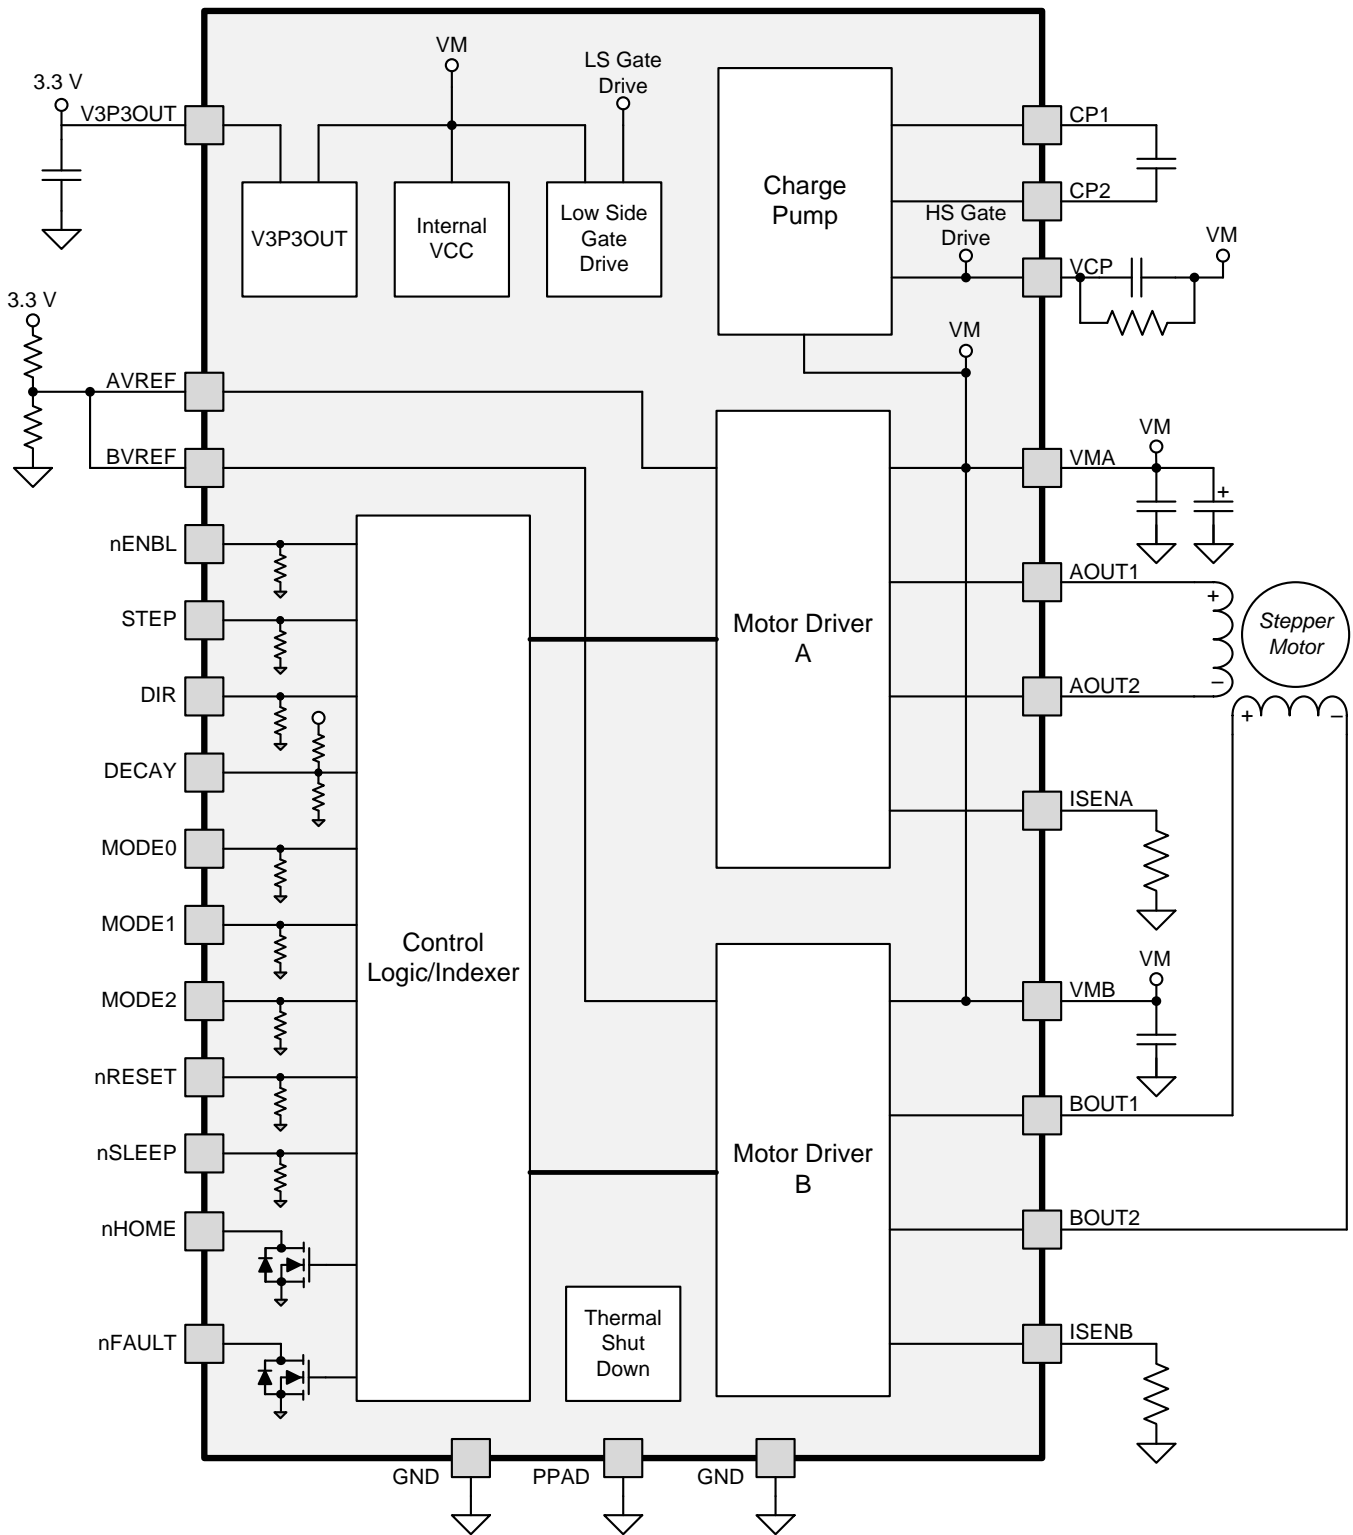 VM
LS Gate
Drive
3.3 V
V3P3OUT
CP1
Charge
Pump
CP2
V3P3OUT
Internal
VCC
Low Side
Gate
Drive
HS Gate
Drive
VM
VCP
3.3 V
VM
AVREF
VM
BVREF
VMA
+
nENBL
AOUT1
STEP
Motor Driver
A
+
Stepper
Motor
DIR
AOUT2
–
+
–
DECAY
ISENA
MODE0
MODE1
Control
Logic/Indexer
VM
MODE2
VMB
nRESET
BOUT1
nSLEEP
Motor Driver
B
nHOME
BOUT2
Thermal
Shut
Down
nFAULT
ISENB
GND
PPAD
GND